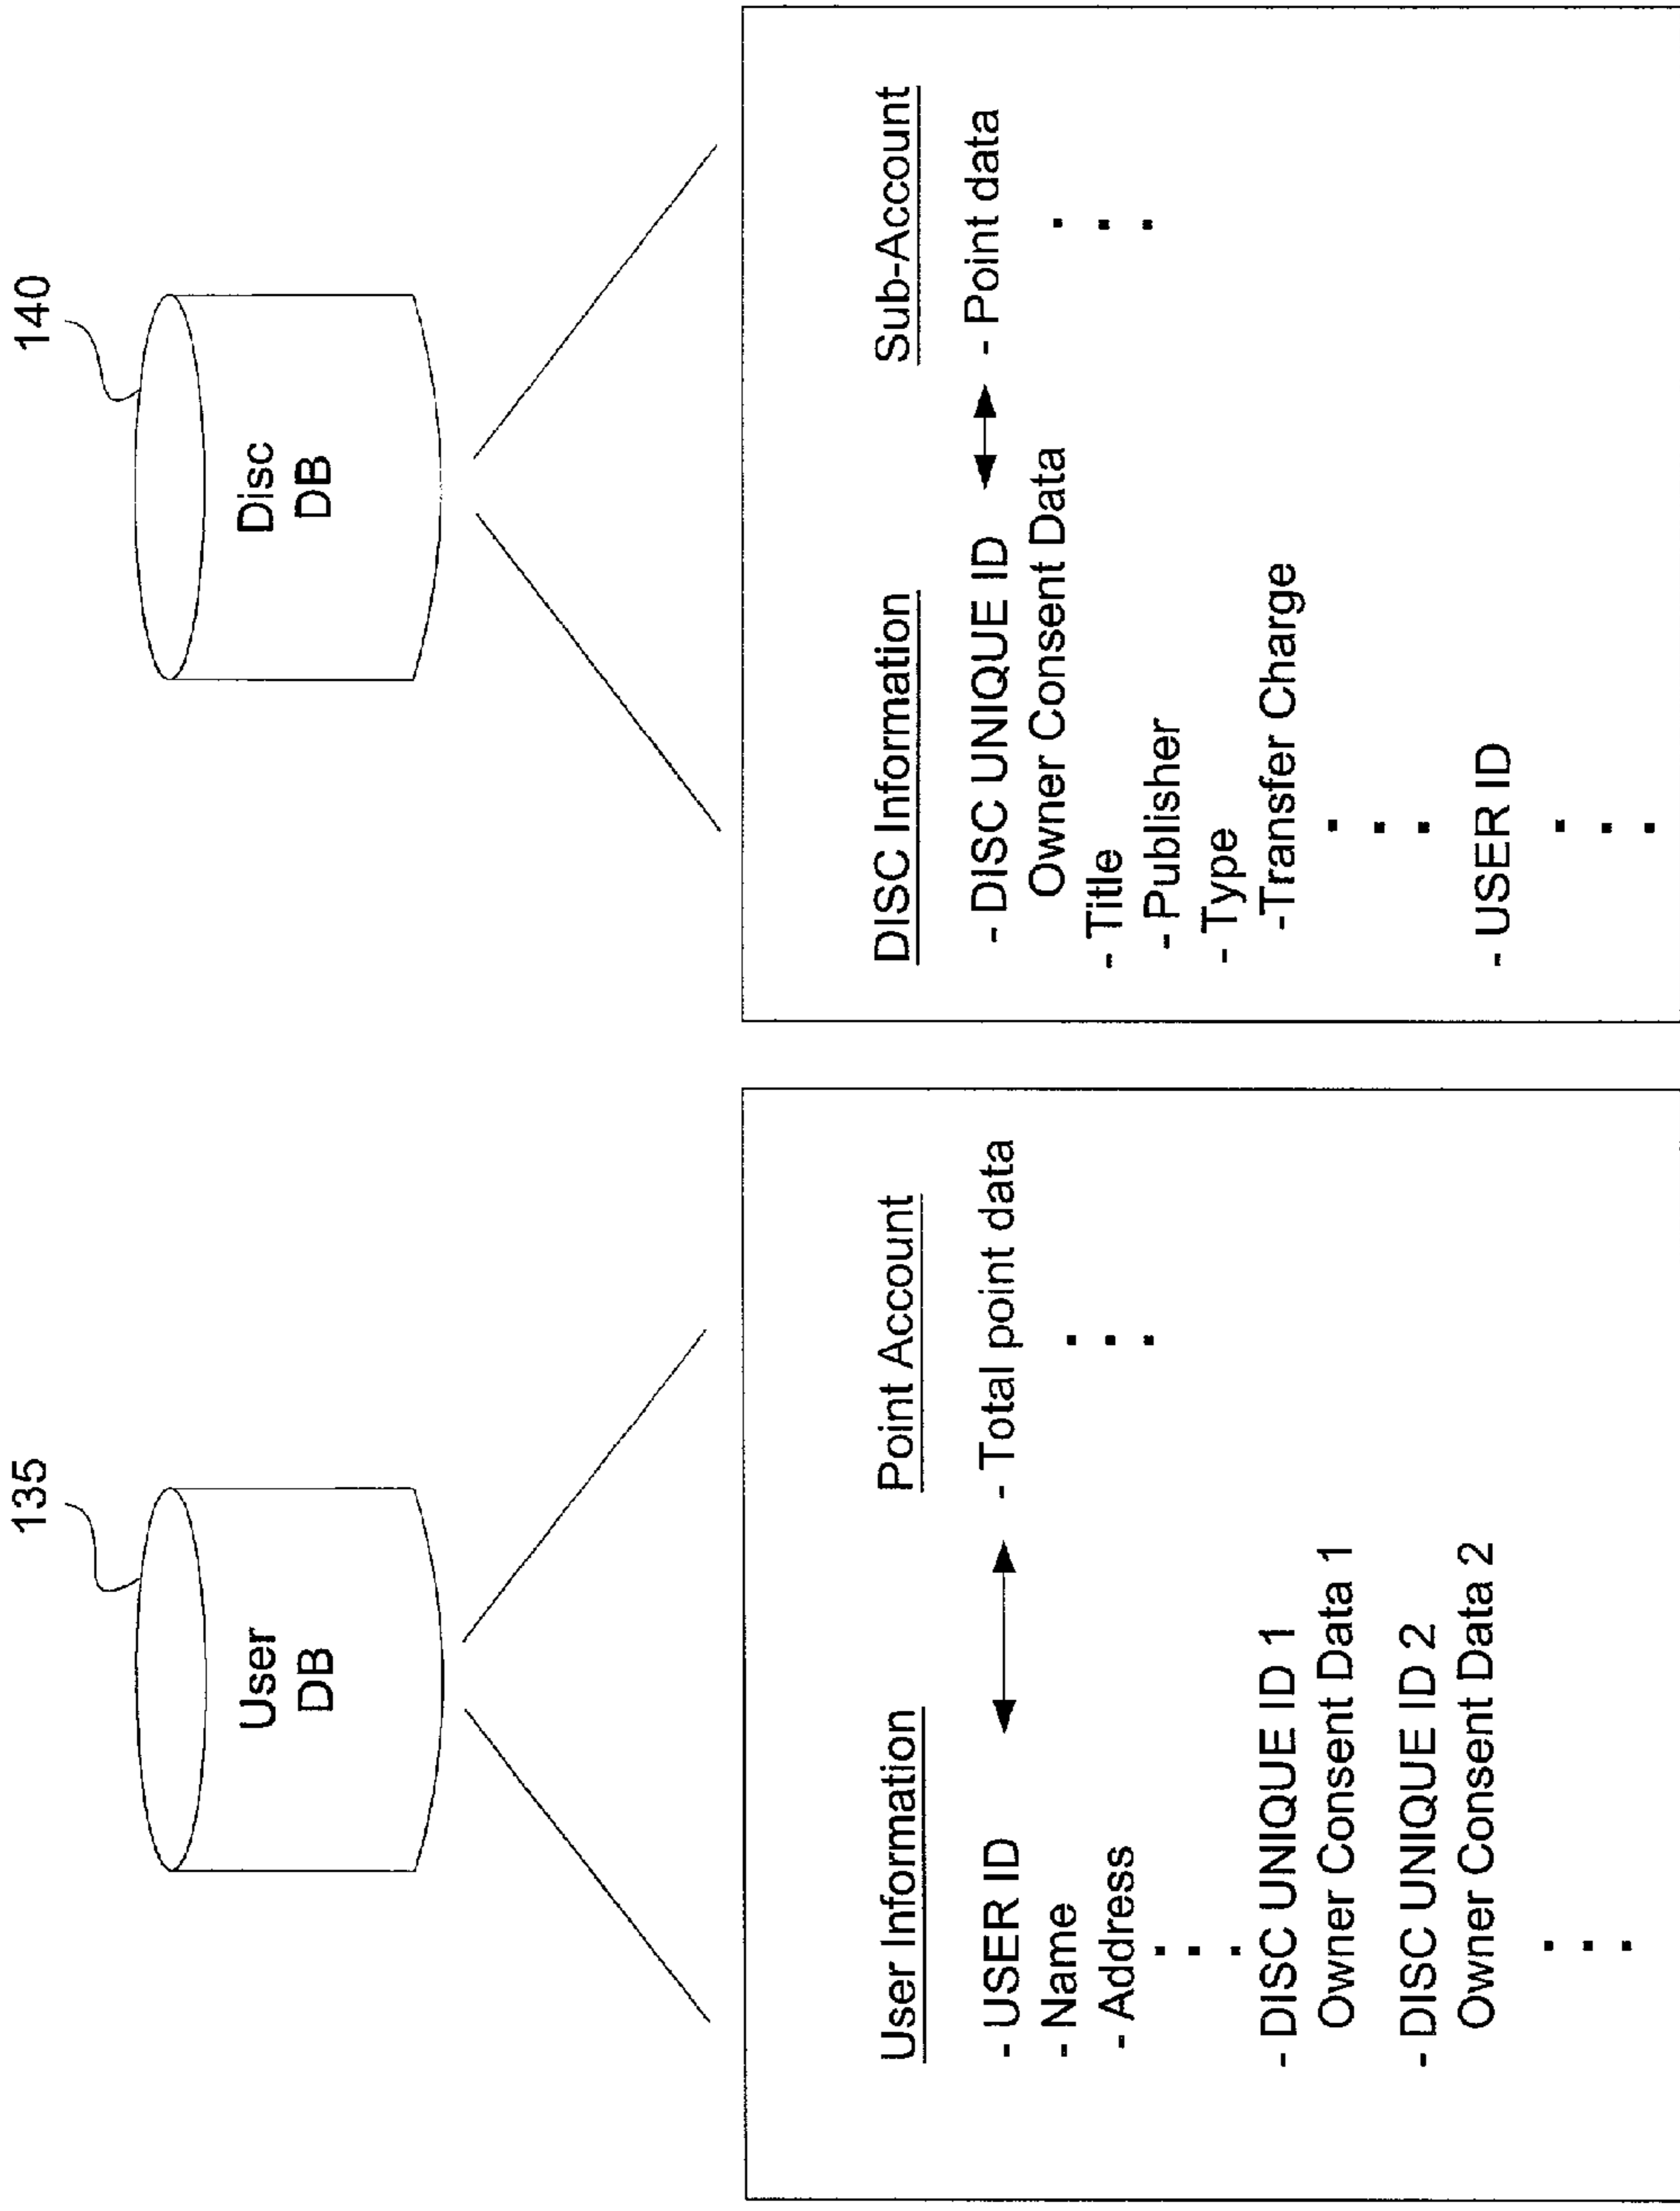 135
User
DB
User Information
Point Account
- USER ID
- Total point data
- Name
- Address
- DISC UNIQUE ID 1
Owner Consent Data 1
- DISC UNIQUE ID 2
Owner Consent Data 2
140
Disc
DB
DISC Information
Sub-Account
- DISC UNIQUE ID
- Point data
Owner Consent Data
- Title
- Publisher
- Type
-Transfer Charge
- USER ID